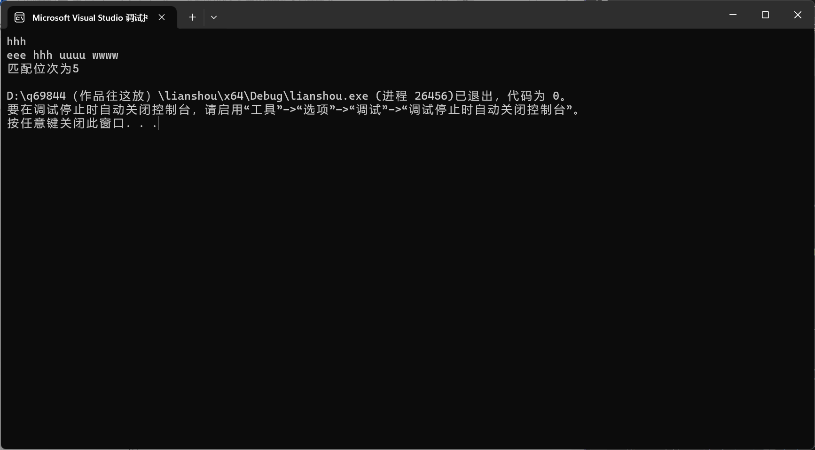 Microsoft Visual Studio 调试
hhh
eee hhh uuuu wwww
匹配位次为5
D:\q69844（作品往这放）\lianshou\x64\Debug\lianshou.exe (进程 26456)已退出，代码为 0。
要在调试停止时自动关闭控制台，请启用“工具”->“选项”->“调试”->“调试停止时自动关闭控制台”。
按任意键关闭此窗口. . .